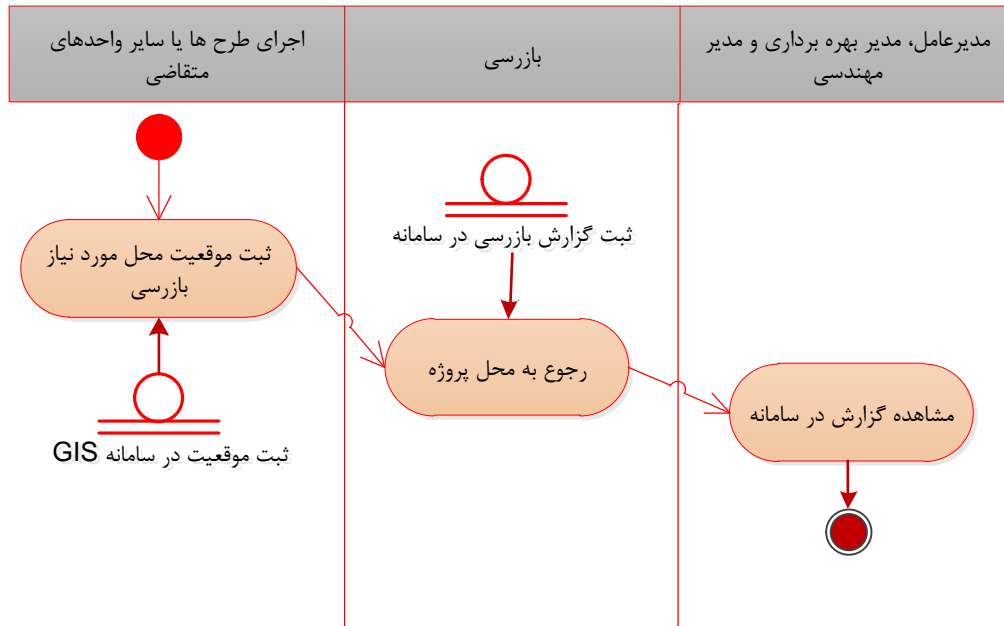 اجرای طرح ها یا سایر واحدهای
متقاضی
بازرسی
مدیرعامل، مدیر بهره برداری و مدیر
مهندسی
ثبت موقعیت محل مورد نیاز
بازرسی
ثبت موقعیت در سامانه GIS
ثبت گزارش بازرسی در سامانه
رجوع به محل پروژه
مشاهده گزارش در سامانه